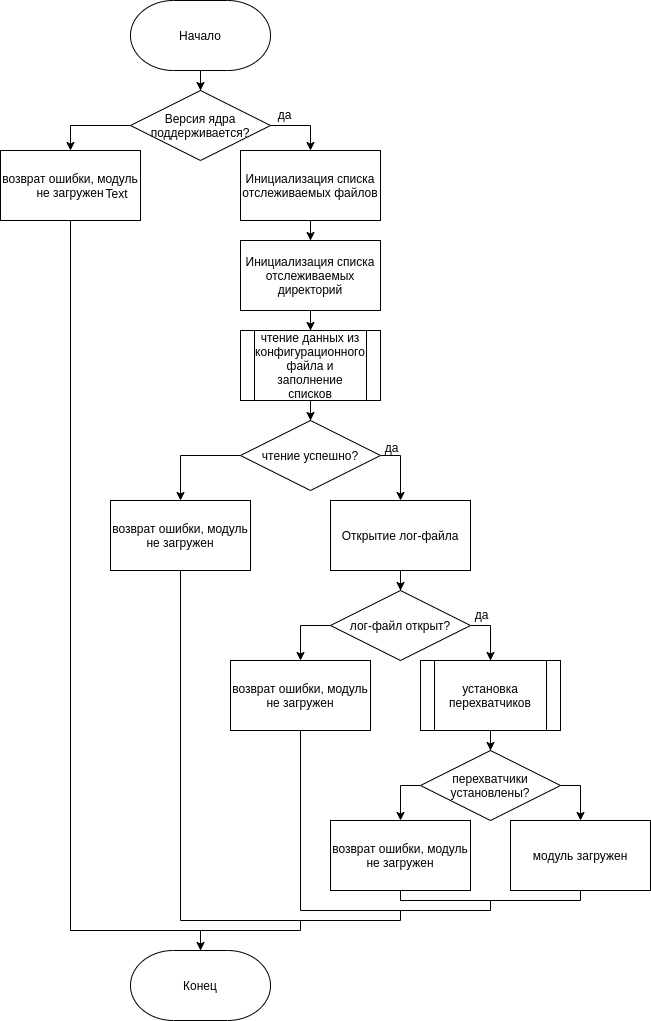 Начало
Версия ядра
поддерживается?
да
возврат ошибки, модуль
не загружен Text
Инициализация списка
отслеживаемых файлов
Инициализация списка
отслеживаемых
директорий
чтение данных из
конфигурационного
файла и
заполнение
списков
чтение успешно?
да
возврат ошибки, модуль
не загружен
Открытие лог-файла
лог-файл открыт?
да
возврат ошибки, модуль
не загружен
установка
перехватчиков
перехватчики
установлены?
возврат ошибки, модуль
не загружен
модуль загружен
Конец